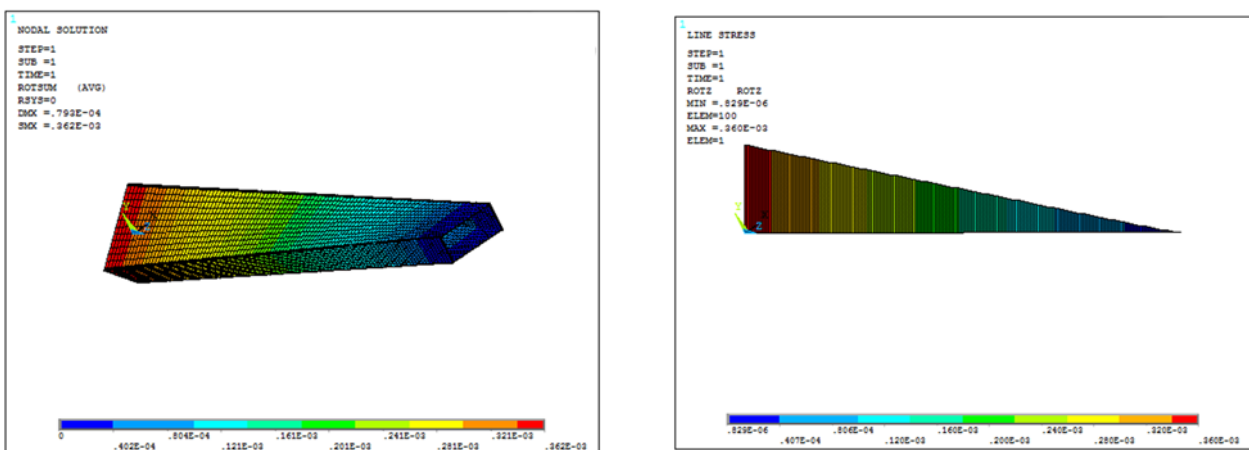 1
NODAL SOLUTION
STEP=1
SUB =1
TIME=1
ROTSUM (AVG)
RSYS=0
DMX =.793E-04
SMX =.362E-03
0
.402E-04
.804E-04
.121E-03
.161E-03
.201E-03
.241E-03
.281E-03
.321E-03
.362E-03
1
LINE STRESS
STEP=1
SUB =1
TIME=1
ROTZ ROTZ
MIN =.829E-06
ELEM=100
MAX =.360E-03
ELEM=1
Y
X
Z
.829E-06
.407E-04
.806E-04
.120E-03
.160E-03
.200E-03
.240E-03
.280E-03
.320E-03
.360E-03